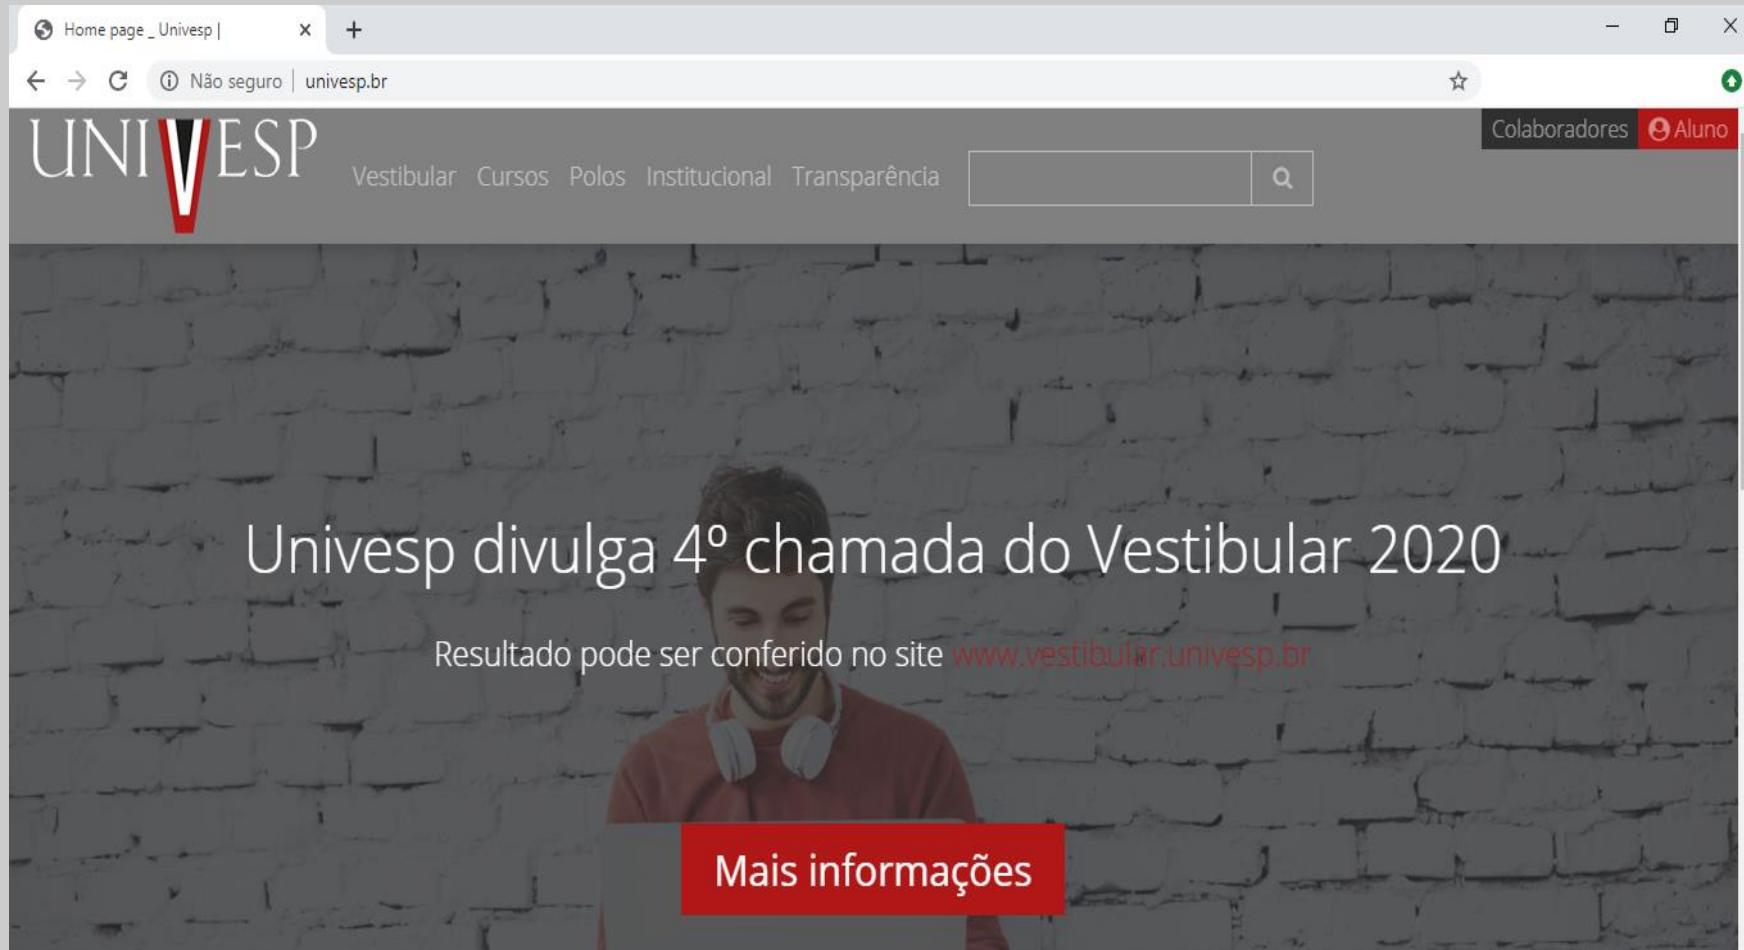 Home page _ Univesp |
Não seguro | univesp.br
Colaboradores Aluno
UNIVESP
Vestibular Cursos Polos Institucional Transparência
Univesp divulga 4º chamada do Vestibular 2020
Resultado pode ser conferido no site www.vestibular.univesp.br
Mais informações